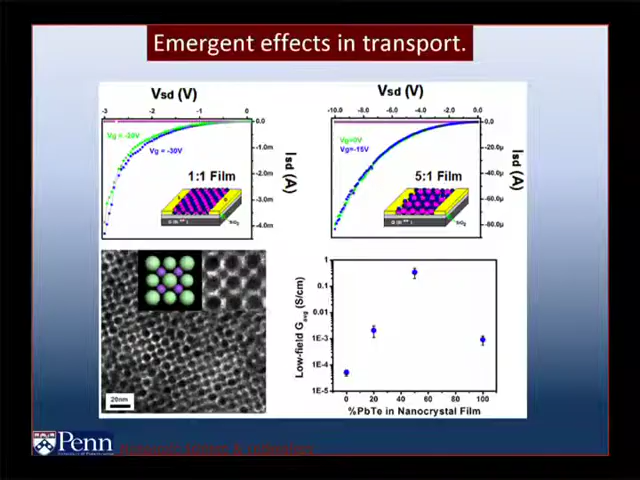 Emergent effects in transport.
Vsd (V)
-3 -2 -1 0
0.0
-1.0m
-2.0m
-3.0m
-4.0m
Isd (A)
Vg = -30V
1:1 Film
Vsd (V)
-10.0 -8.0 -6.0 -4.0 -2.0 0.0
0.0
-20.0µ
-40.0µ
-60.0µ
-80.0µ
Isd (A)
Vg=0V
Vg=-15V
5:1 Film
20nm
Low-field Gavg (S/cm)
1
0.1
0.01
1E-3
1E-4
1E-5
0 20 40 60 80 100
%PbTe in Nanocrystal Film
Penn